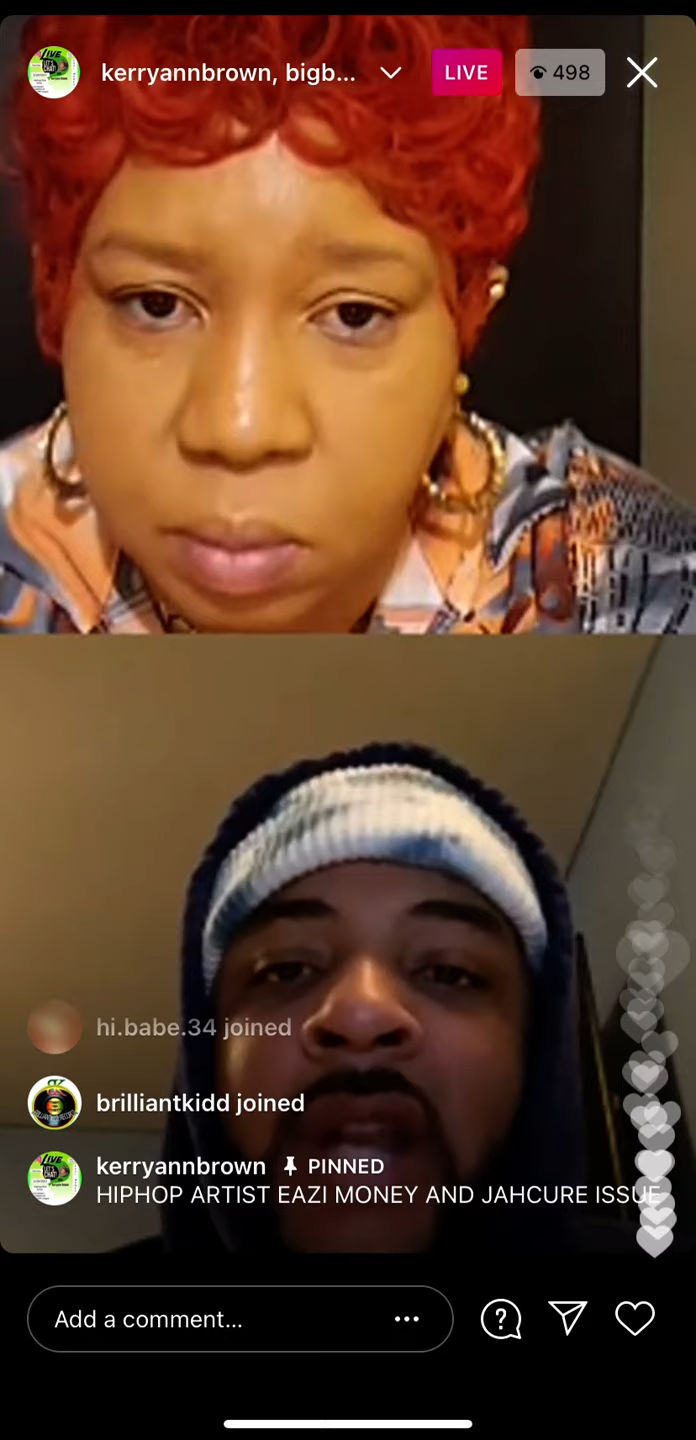 kerryannbrown, bigb...
LIVE
498
hi.babe.34 joined
brilliantkidd joined
kerryannbrown PINNED
HIPHOP ARTIST EAZI MONEY AND JAHCURE ISSUE
Add a comment...